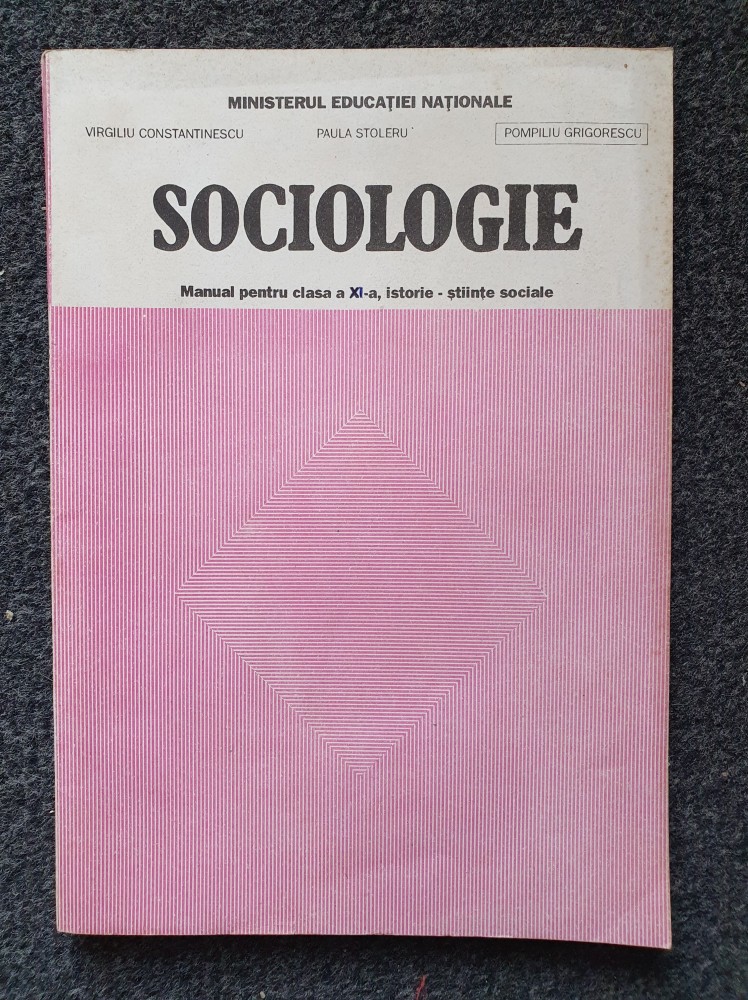 MINISTERUL EDUCAȚIEI NAȚIONALE
VIRGILIU CONSTANTINESCU PAULA STOLERU POMPILIU GRIGORESCU
SOCIOLOGIE
Manual pentru clasa a XI-a, istorie - științe sociale